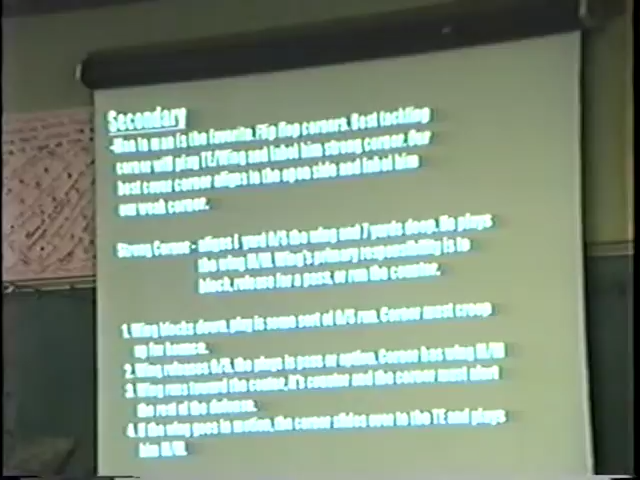 Secondary
-Man to man is the favorite. Flip flop corners. Best tackling
corner will play TE/Wing and label him strong corner. Our
best cover corner aligns to the open side and label him
our weak corner.
Strong Corner- aligns 1 yard O/S the wing and 7 yards deep. He plays
the wing M/M. Wing's primary responsibility is to
block, release for a pass, or run the counter.
1. Wing blocks down, play is some sort of O/S run. Corner must creep
up for bounce.
2. Wing releases O/S, the play is pass or option. Corner has wing M/M
3. Wing runs toward the center, it's counter and the corner must alert
the rest of the defense.
4. If the wing goes in motion, the corner slides over to the TE and plays
him M/M.